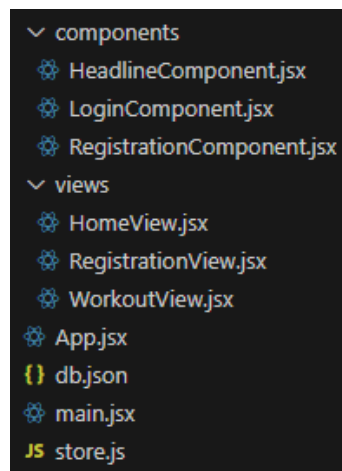 components
HeadlineComponent.jsx
LoginComponent.jsx
RegistrationComponent.jsx
views
HomeView.jsx
RegistrationView.jsx
WorkoutView.jsx
App.jsx
{} db.json
main.jsx
JS store.js